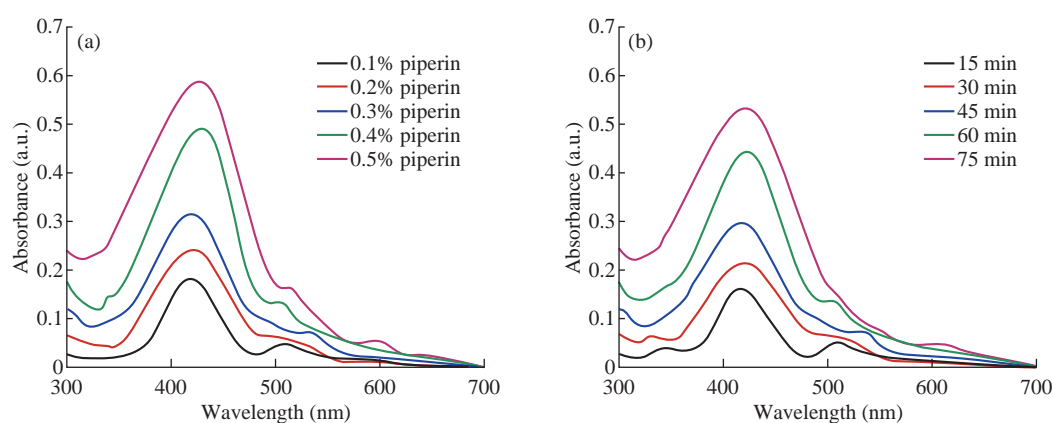 (a)
0.7
0.6
0.5
0.4
0.3
0.2
0.1
0
Absorbance (a.u.)
0.1% piperin
0.2% piperin
0.3% piperin
0.4% piperin
0.5% piperin
300 400 500 600 700
Wavelength (nm)
(b)
0.7
0.6
0.5
0.4
0.3
0.2
0.1
0
Absorbance (a.u.)
15 min
30 min
45 min
60 min
75 min
300 400 500 600 700
Wavelength (nm)